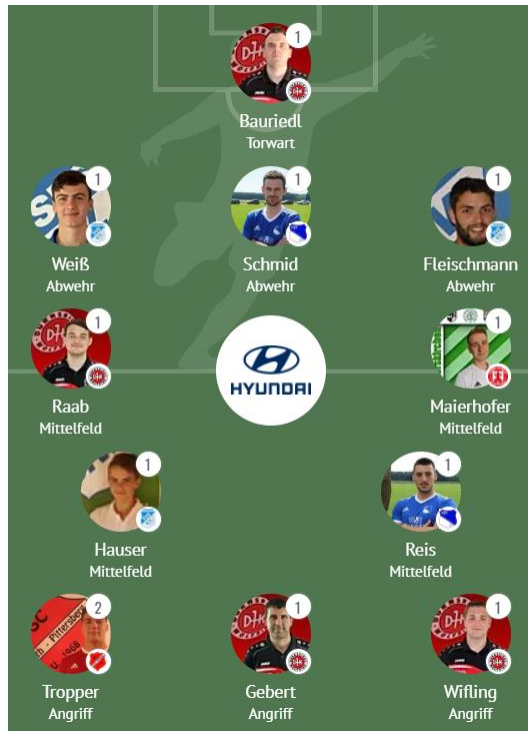 1
Bauriedl
Torwart
1 1 1
Weiß Schmid Fleischmann
Abwehr Abwehr Abwehr
1 1
HYUNDAI
Raab Maierhofer
Mittelfeld Mittelfeld
1 1
Hauser Reis
Mittelfeld Mittelfeld
2 1 1
Tropper Gebert Wifling
Angriff Angriff Angriff